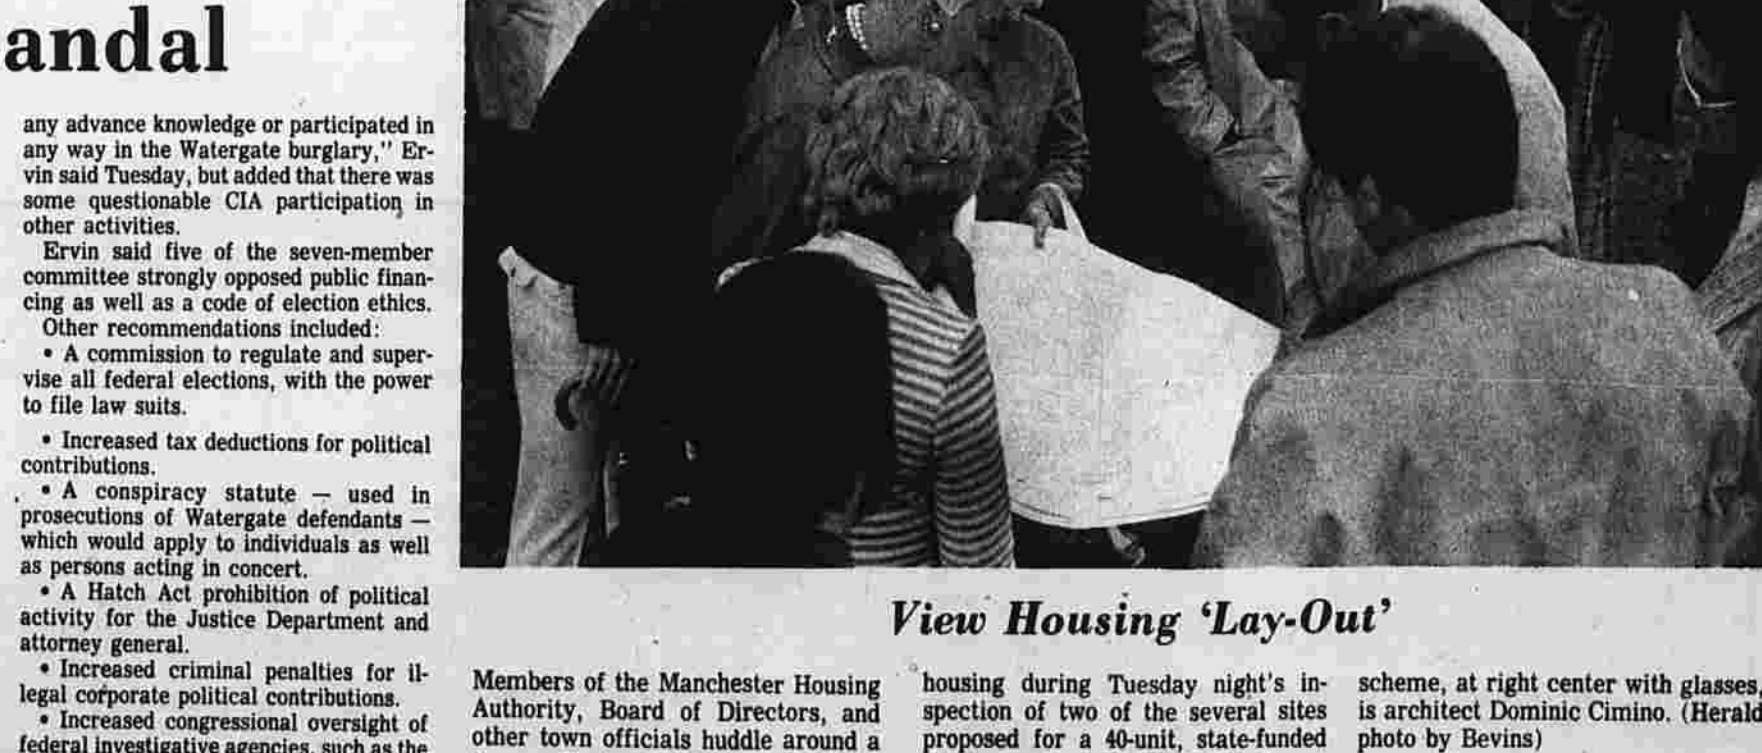 andal
any advance knowledge or participated in
any way in the Watergate burglary," Er-
vin said Tuesday, but added that there was
some questionable CIA participation in
other activities.
Ervin said five of the seven-member
committee strongly opposed public finan-
cing as well as a code of election ethics.
Other recommendations included:
• A commission to regulate and super-
vise all federal elections, with the power
to file law suits.
• Increased tax deductions for political
contributions.
• A conspiracy statute — used in
prosecutions of Watergate defendants —
which would apply to individuals as well
as persons acting in concert.
• A Hatch Act prohibition of political
activity for the Justice Department and
attorney general.
• Increased criminal penalties for il-
legal corporate political contributions.
• Increased congressional oversight of
federal investigative agencies, such as the
View Housing 'Lay-Out'
Members of the Manchester Housing
Authority, Board of Directors, and
other town officials huddle around a
housing during Tuesday night's in-
spection of two of the several sites
proposed for a 40-unit, state-funded
scheme, at right center with glasses,
is architect Dominic Cimino. (Herald
photo by Bevins)